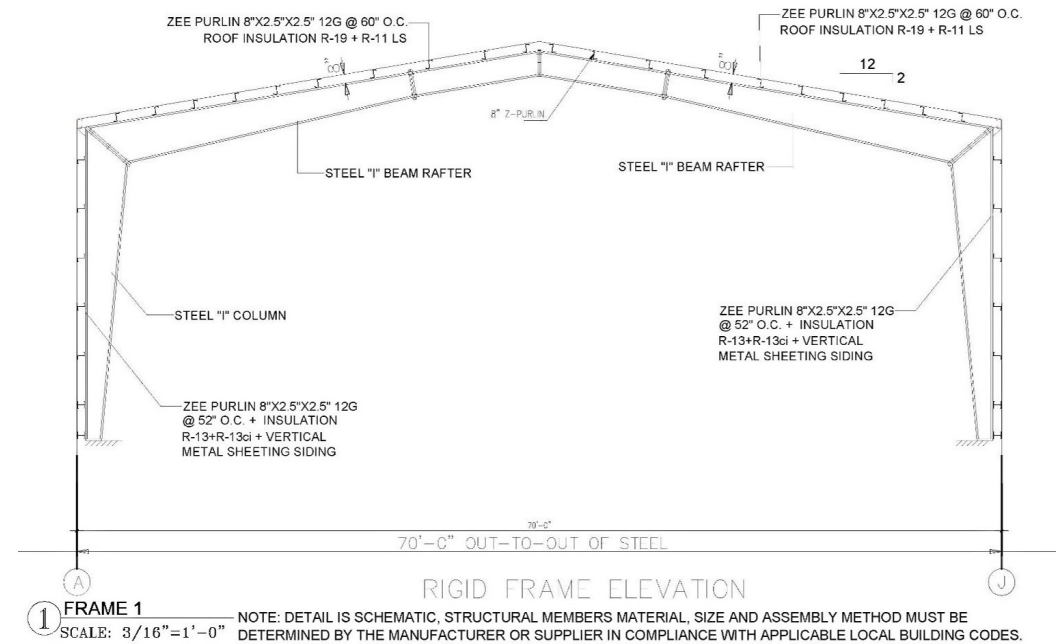 ZEE PURLIN 8"X2.5"X2.5" 12G @ 60" O.C.
ROOF INSULATION R-19 + R-11 LS
ZEE PURLIN 8"X2.5"X2.5" 12G @ 60" O.C.
ROOF INSULATION R-19 + R-11 LS
12
2
8"
8"
8" Z-PURLIN
STEEL "I" BEAM RAFTER
STEEL "I" BEAM RAFTER
STEEL "I" COLUMN
ZEE PURLIN 8"X2.5"X2.5" 12G
@ 52" O.C. + INSULATION
R-13+R-13ci + VERTICAL
METAL SHEETING SIDING
ZEE PURLIN 8"X2.5"X2.5" 12G
@ 52" O.C. + INSULATION
R-13+R-13ci + VERTICAL
METAL SHEETING SIDING
70'-0"
70'-0" OUT-TO-OUT OF STEEL
A
J
RIGID FRAME ELEVATION
1
FRAME 1
SCALE: 3/16"=1'-0"
NOTE: DETAIL IS SCHEMATIC, STRUCTURAL MEMBERS MATERIAL, SIZE AND ASSEMBLY METHOD MUST BE
DETERMINED BY THE MANUFACTURER OR SUPPLIER IN COMPLIANCE WITH APPLICABLE LOCAL BUILDING CODES.